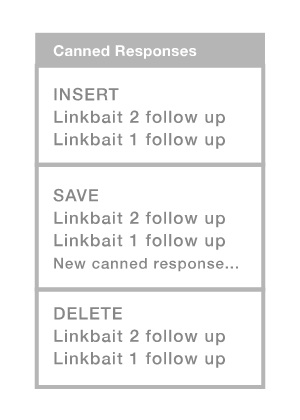 Canned Responses
INSERT
Linkbait 2 follow up
Linkbait 1 follow up
SAVE
Linkbait 2 follow up
Linkbait 1 follow up
New canned response...
DELETE
Linkbait 2 follow up
Linkbait 1 follow up